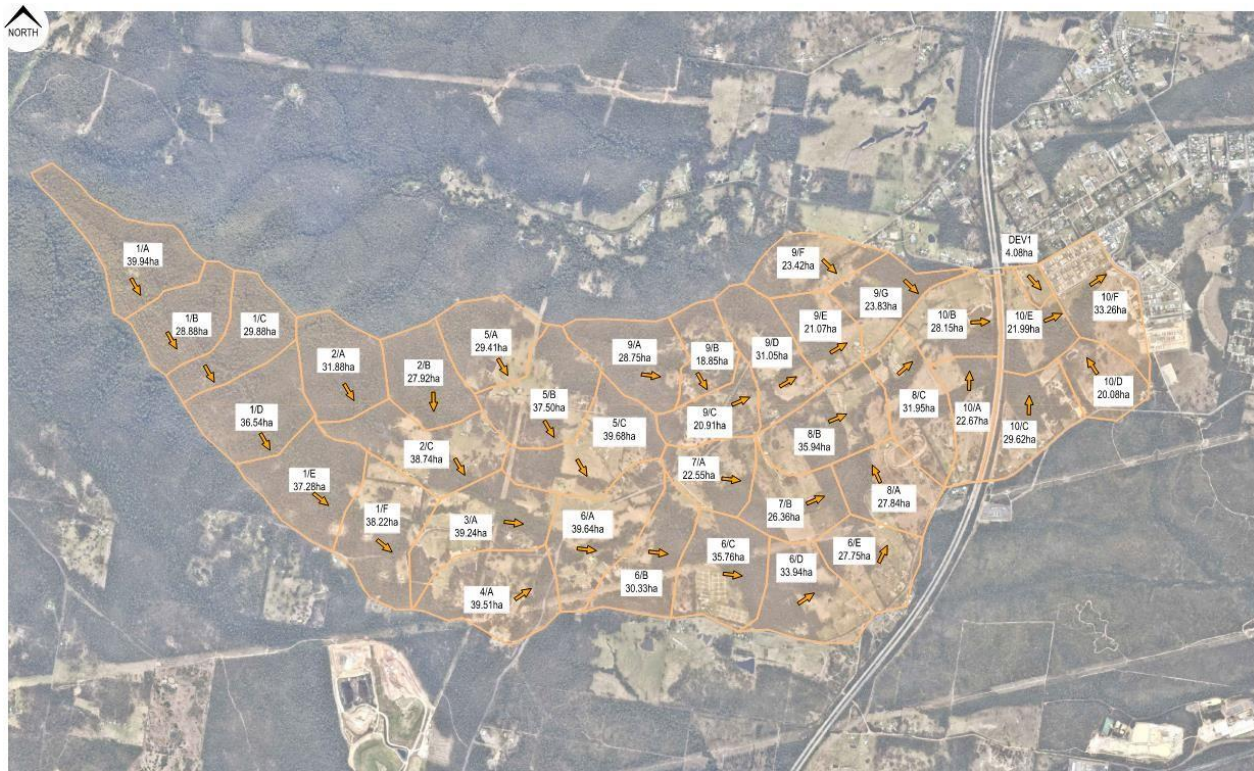 NORTH
1/A
39.94ha
1/B
28.88ha
1/C
29.88ha
1/D
36.54ha
1/E
37.28ha
1/F
38.22ha
2/A
31.88ha
2/B
27.92ha
2/C
38.74ha
3/A
39.24ha
4/A
39.51ha
5/A
29.41ha
5/B
37.50ha
5/C
39.68ha
6/A
39.64ha
6/B
30.33ha
6/C
35.76ha
6/D
33.94ha
6/E
27.75ha
7/A
22.55ha
7/B
26.36ha
8/A
27.84ha
8/B
35.94ha
8/C
31.95ha
9/A
28.75ha
9/B
18.85ha
9/C
20.91ha
9/D
31.05ha
9/E
21.07ha
9/F
23.42ha
9/G
23.83ha
10/A
22.67ha
10/B
28.15ha
10/C
29.62ha
10/D
20.08ha
10/E
21.99ha
10/F
33.26ha
DEV1
4.08ha